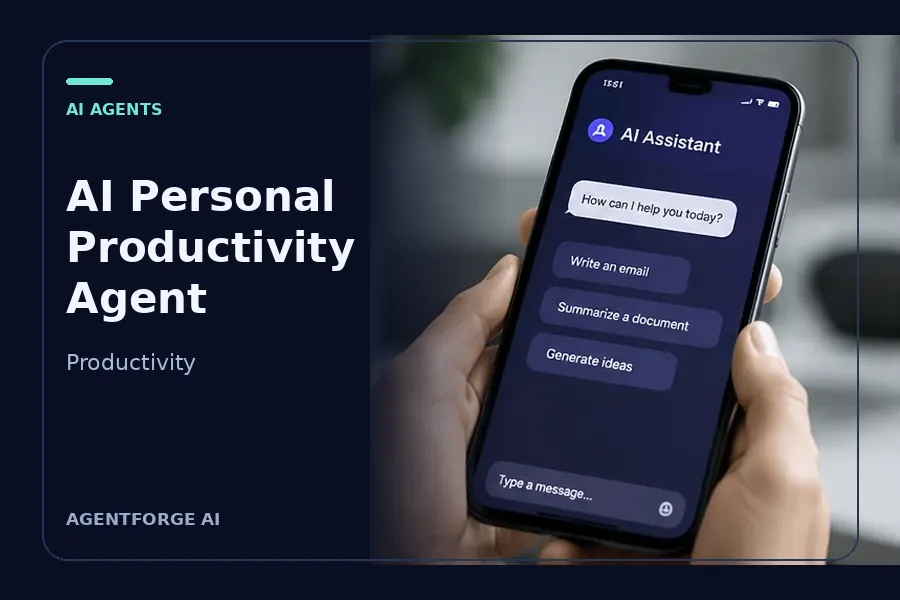 AI AGENTS
AI Personal
Productivity
Agent
Productivity
AGENTFORGE AI
AI Assistant
How can I help you today?
Write an email
Summarize a document
Generate ideas
Type a message...